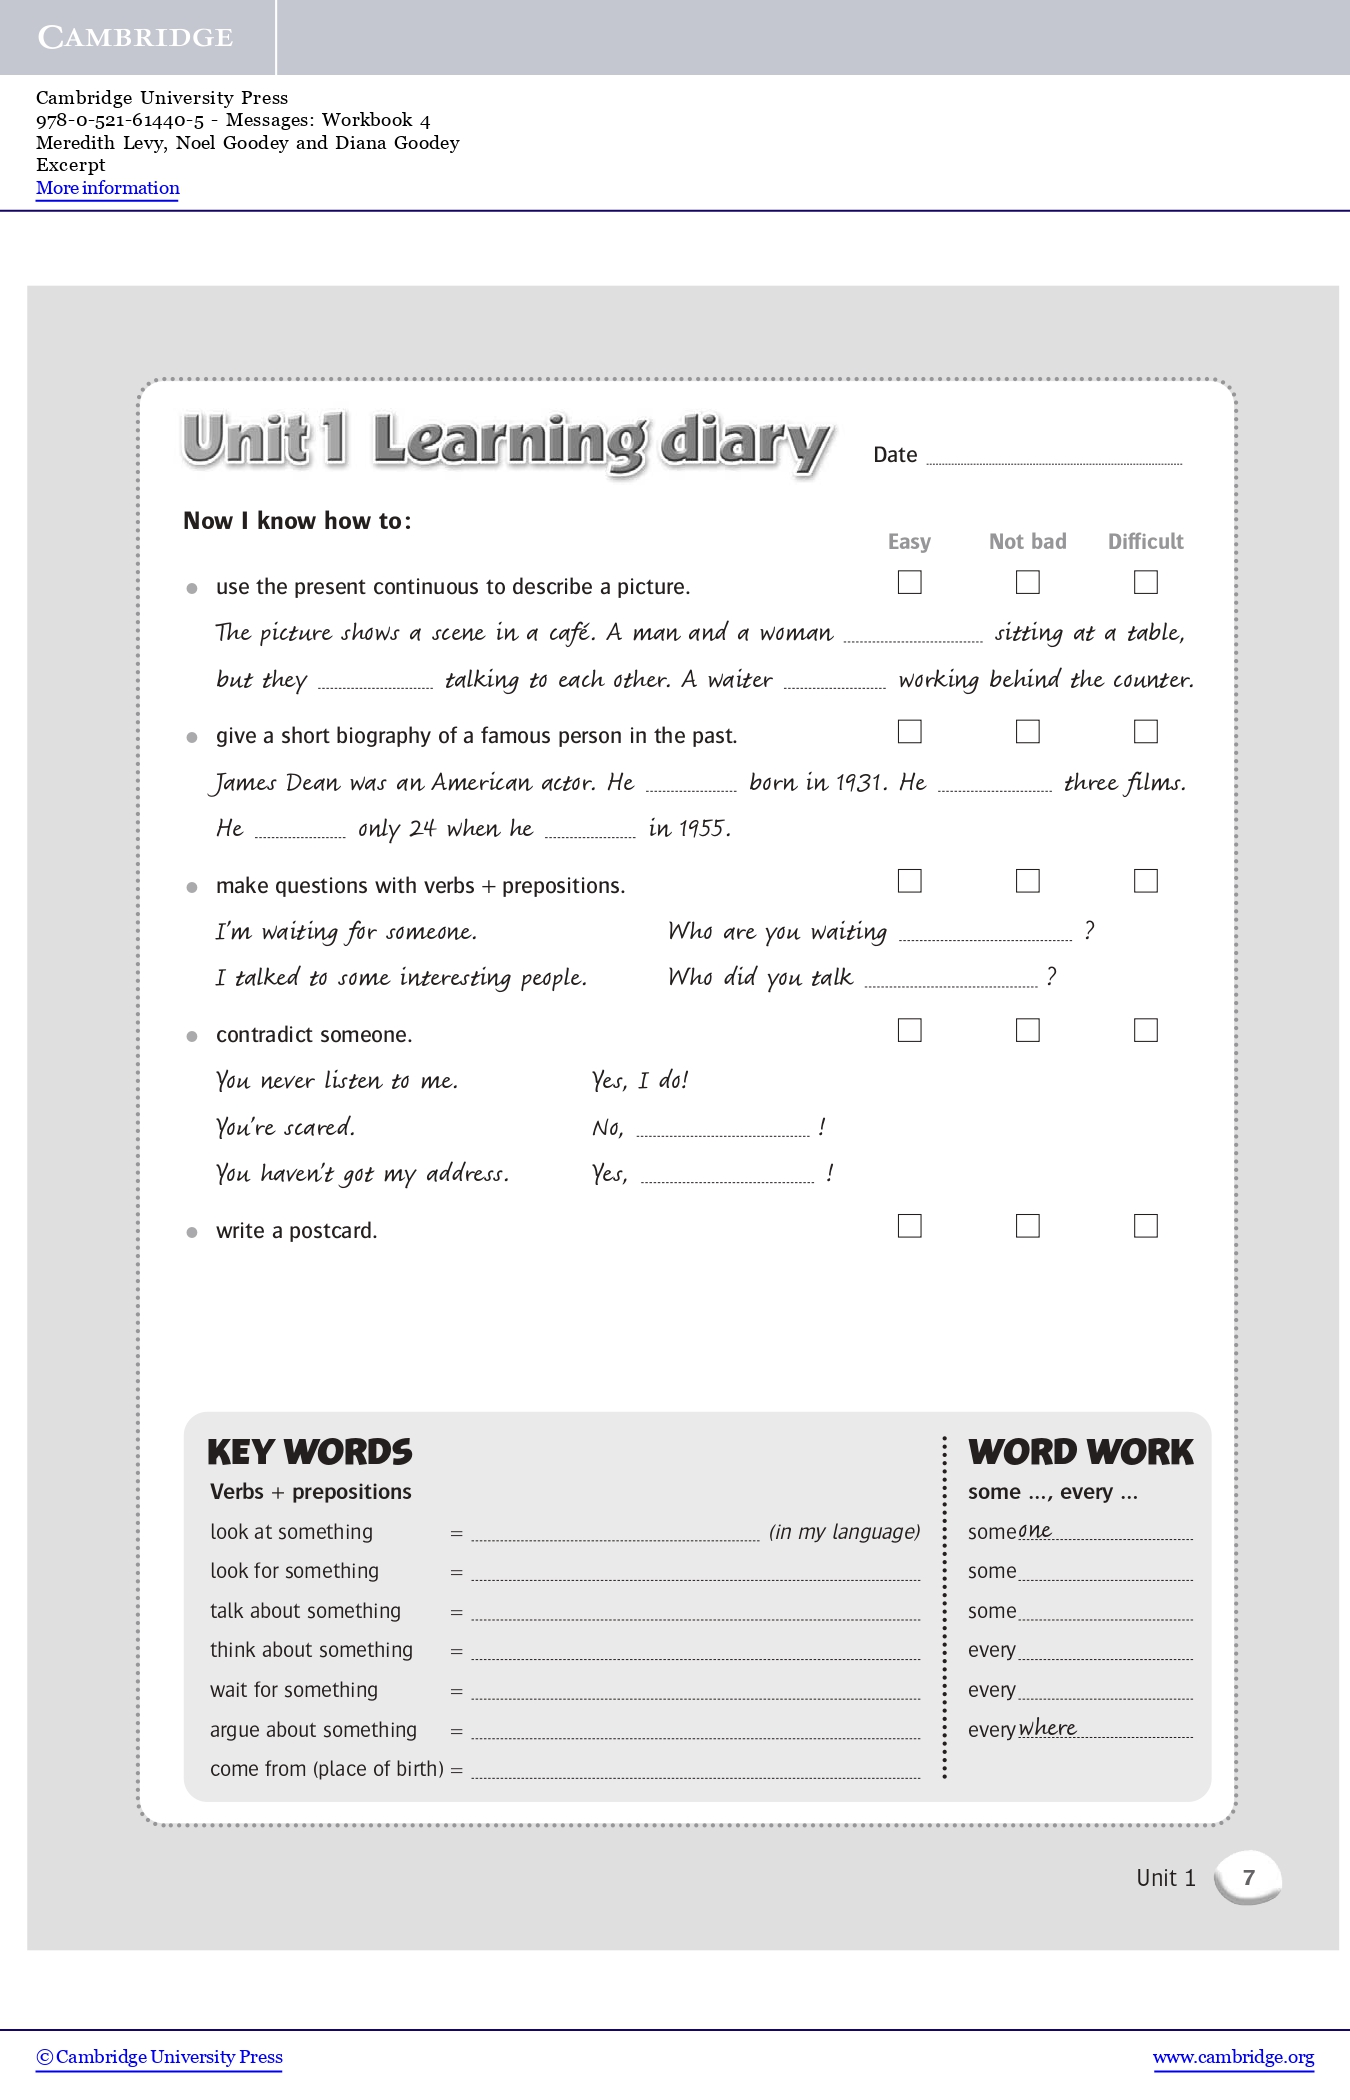 CAMBRIDGE
Cambridge University Press
978-0-521-61440-5 - Messages: Workbook 4
Meredith Levy, Noel Goodey and Diana Goodey
Excerpt
More information
Unit 1 Learning diary
Date
Now I know how to:
Easy Not bad Difficult
use the present continuous to describe a picture.
The picture shows a scene in a café. A man and a woman sitting at a table,
but they talking to each other. A waiter working behind the counter.
give a short biography of a famous person in the past.
James Dean was an American actor. He born in 1931. He three films.
He only 24 when he in 1955.
make questions with verbs + prepositions.
I'm waiting for someone. Who are you waiting ?
I talked to some interesting people. Who did you talk ?
contradict someone.
You never listen to me. Yes, I do!
You're scared. No, !
You haven't got my address. Yes, !
write a postcard.
KEY WORDS
Verbs + prepositions
look at something = (in my language)
look for something =
talk about something =
think about something =
wait for something =
argue about something =
come from (place of birth) =
WORD WORK
some ..., every ...
someone
some
some
every
every
everywhere
Unit 1 7
© Cambridge University Press www.cambridge.org